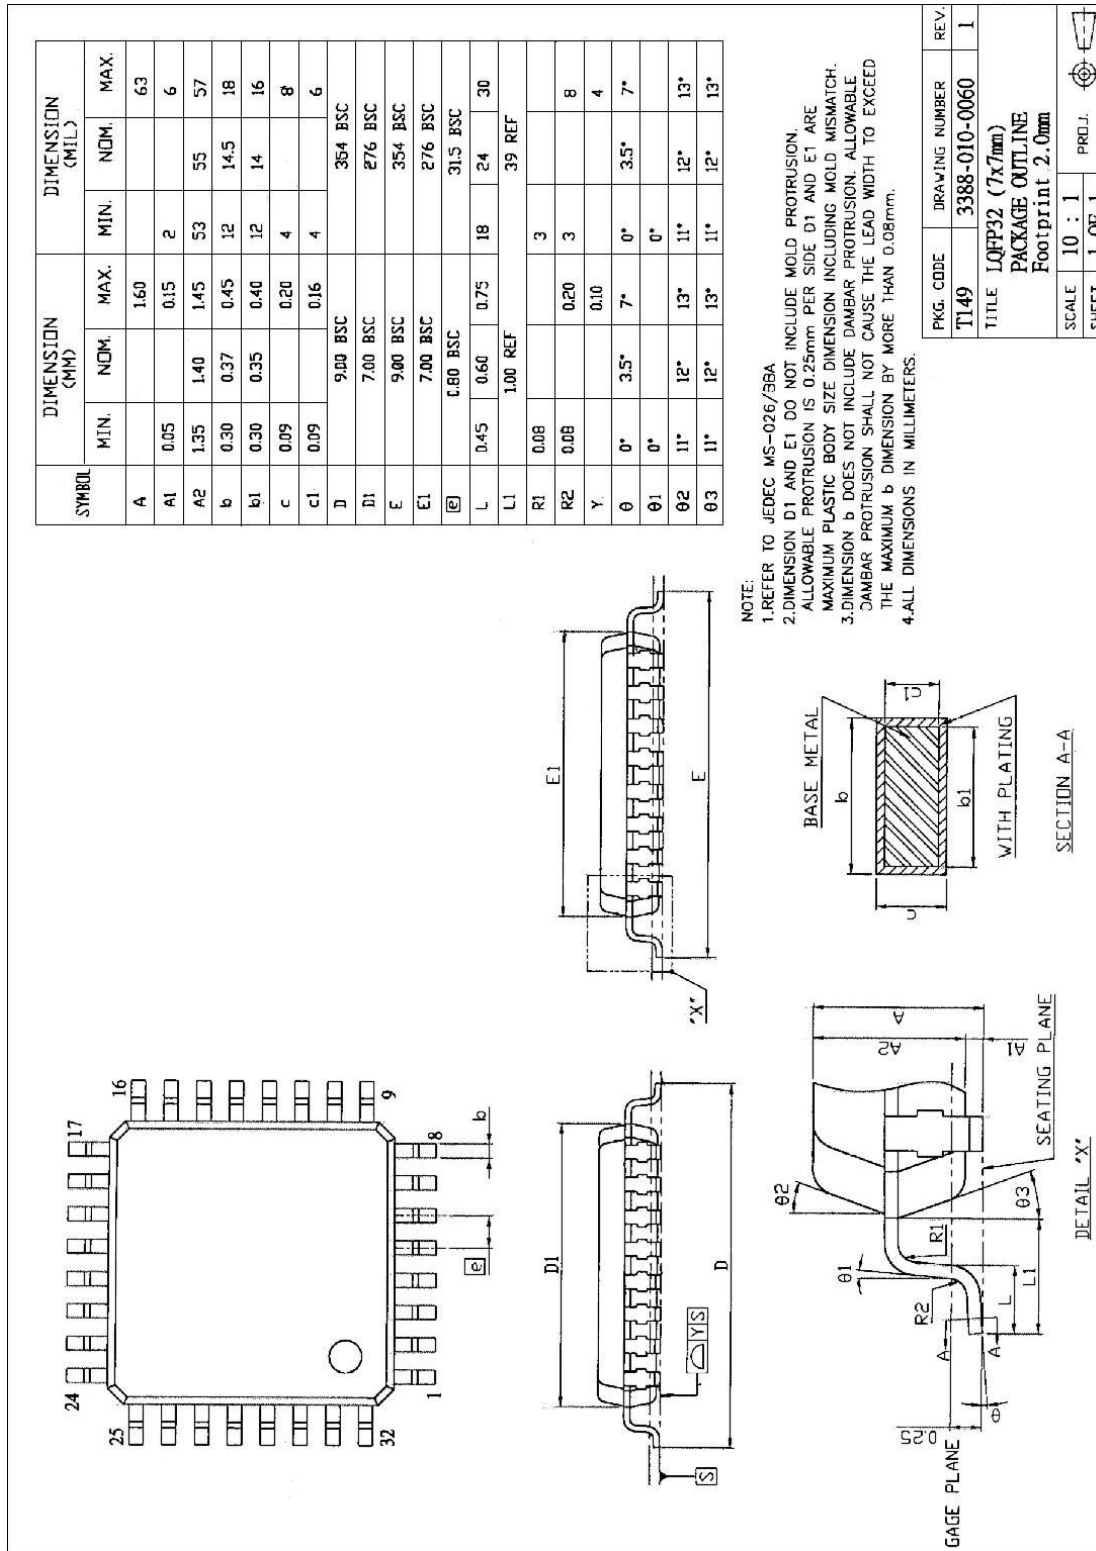 SYMBOL DIMENSION (MM) DIMENSION (MIL)
MIN. NOM. MAX. MIN. NOM. MAX.
A 1.60 63
A1 0.05 0.15 2 6
A2 1.35 1.40 1.45 53 55 57
b 0.30 0.37 0.45 12 14.5 18
b1 0.30 0.35 0.40 12 14 16
c 0.09 0.20 4 8
c1 0.09 0.16 4 6
D 9.00 BSC 354 BSC
D1 7.00 BSC 276 BSC
E 9.00 BSC 354 BSC
E1 7.00 BSC 276 BSC
e 0.80 BSC 31.5 BSC
L 0.45 0.60 0.75 18 24 30
L1 1.00 REF 39 REF
R1 0.08 3
R2 0.08 0.20 3 8
Y 0.10 4
θ 0° 3.5° 7° 0° 3.5° 7°
θ1 0° 0°
θ2 11° 12° 13° 11° 12° 13°
θ3 11° 12° 13° 11° 12° 13°
24
17
25
16
32
9
1
8
e
b
D1
D
Y S
S
E1
E
"X"
NOTE:
1.REFER TO JEDEC MS-026/BBA
2.DIMENSION D1 AND E1 DO NOT INCLUDE MOLD PROTRUSION.
ALLOWABLE PROTRUSION IS 0.25mm PER SIDE D1 AND E1 ARE
MAXIMUM PLASTIC BODY SIZE DIMENSION INCLUDING MOLD MISMATCH.
3.DIMENSION b DOES NOT INCLUDE DAMBAR PROTRUSION. ALLOWABLE
DAMBAR PROTRUSION SHALL NOT CAUSE THE LEAD WIDTH TO EXCEED
THE MAXIMUM b DIMENSION BY MORE THAN 0.08mm.
4.ALL DIMENSIONS IN MILLIMETERS.
GAGE PLANE
0.25
θ
A
A
R2
θ1
L
L1
R1
θ2
θ3
A
A2
A1
SEATING PLANE
DETAIL "X"
BASE METAL
b
c
c1
b1
WITH PLATING
SECTION A-A
PKG. CODE DRAWING NUMBER REV.
T149 3388-010-0060 1
TITLE LQFP32 (7x7mm)
PACKAGE OUTLINE
Footprint 2.0mm
SCALE 10 : 1 PROJ.
SHEET 1 OF 1